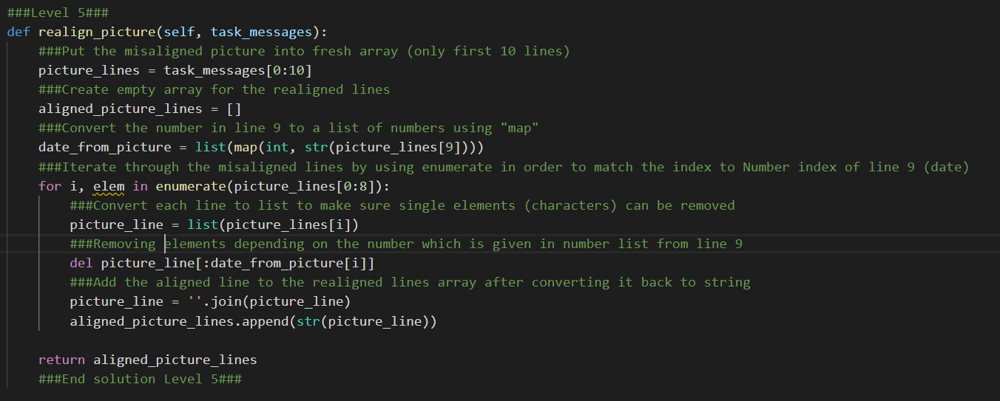 ###Level 5###
def realign_picture(self, task_messages):
    ###Put the misaligned picture into fresh array (only first 10 lines)
    picture_lines = task_messages[0:10]
    ###Create empty array for the realigned lines
    aligned_picture_lines = []
    ###Convert the number in line 9 to a list of numbers using "map"
    date_from_picture = list(map(int, str(picture_lines[9])))
    ###Iterate through the misaligned lines by using enumerate in order to match the index to Number index of line 9 (date)
    for i, elem in enumerate(picture_lines[0:8]):
        ###Convert each line to list to make sure single elements (characters) can be removed
        picture_line = list(picture_lines[i])
        ###Removing elements depending on the number which is given in number list from line 9
        del picture_line[:date_from_picture[i]]
        ###Add the aligned line to the realigned lines array after converting it back to string
        picture_line = ''.join(picture_line)
        aligned_picture_lines.append(str(picture_line))
    return aligned_picture_lines
    ###End solution Level 5###